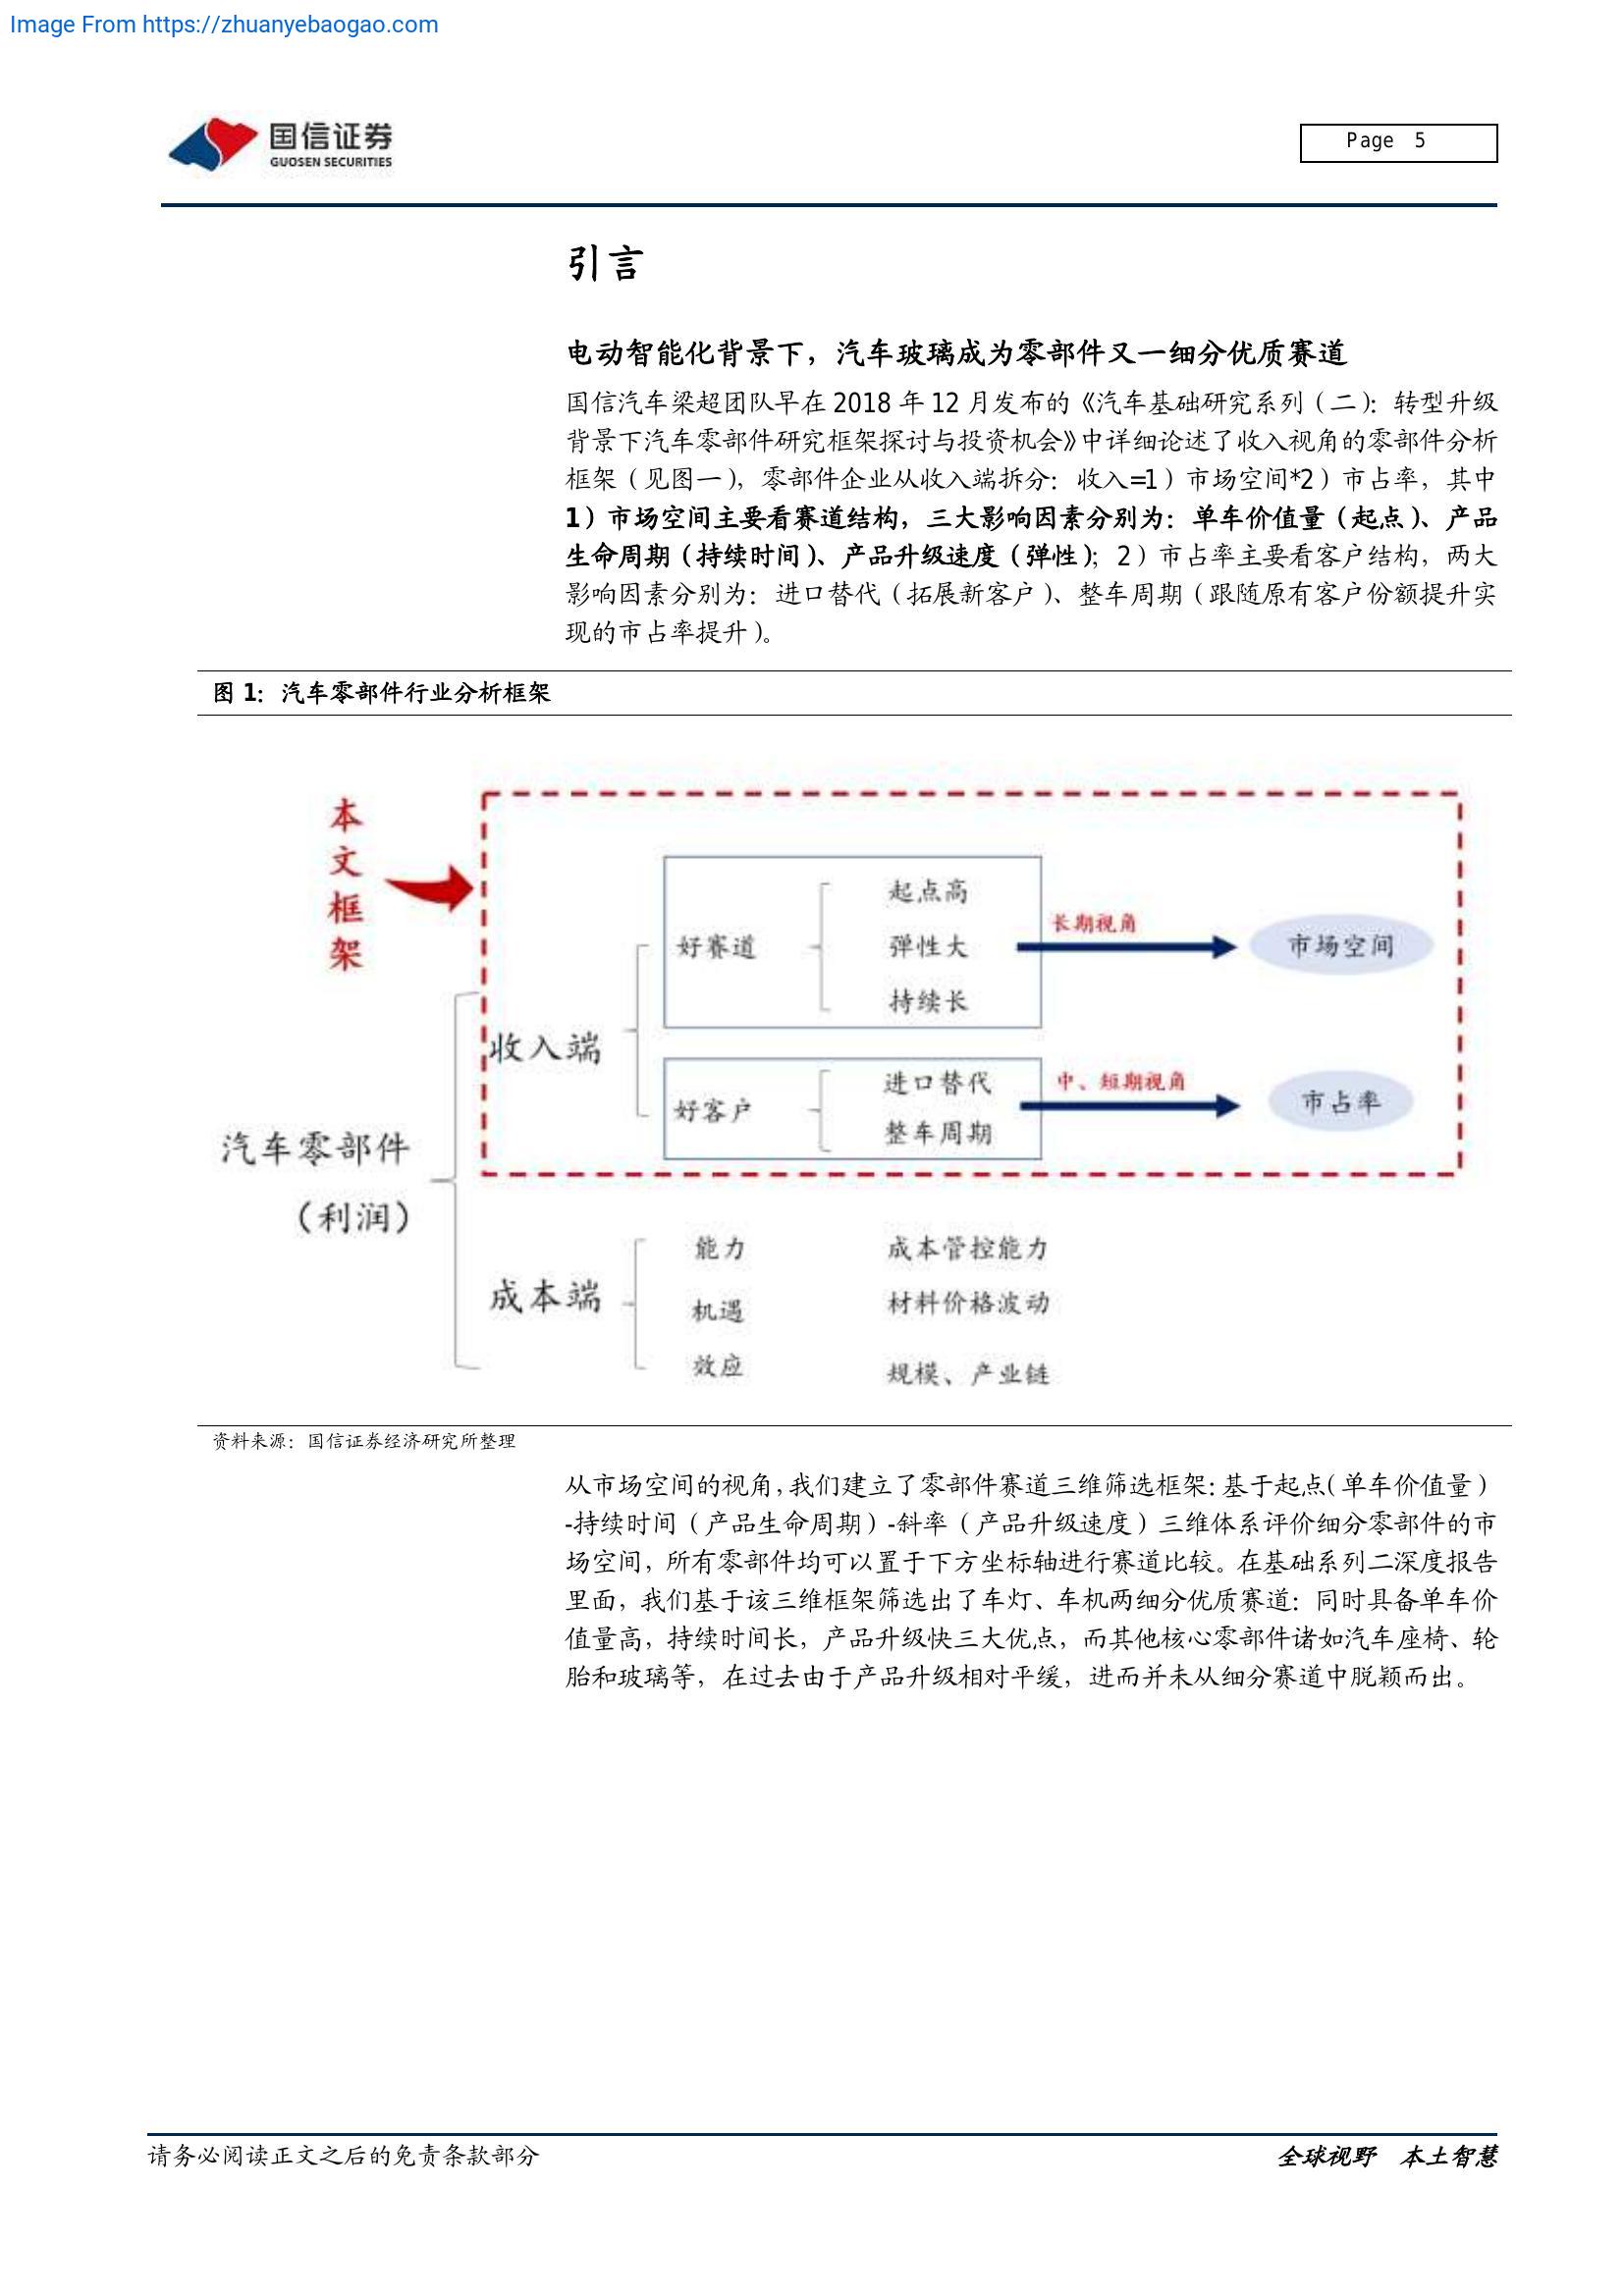 Image From https://zhuanyebaogao.com
国信证券
GUOSEN SECURITIES
Page 5
引言
电动智能化背景下，汽车玻璃成为零部件又一细分优质赛道
国信汽车梁超团队早在 2018 年 12 月发布的《汽车基础研究系列（二）：转型升级
背景下汽车零部件研究框架探讨与投资机会》中详细论述了收入视角的零部件分析
框架（见图一），零部件企业从收入端拆分：收入=1）市场空间*2）市占率，其中
1）市场空间主要看赛道结构，三大影响因素分别为：单车价值量（起点）、产品
生命周期（持续时间）、产品升级速度（弹性）；2）市占率主要看客户结构，两大
影响因素分别为：进口替代（拓展新客户）、整车周期（跟随原有客户份额提升实
现的市占率提升）。
图 1：汽车零部件行业分析框架
本
文
框
架
起点高
长期视角
好赛道
弹性大
市场空间
持续长
收入端
进口替代
中、短期视角
好客户
市占率
整车周期
汽车零部件
（利润）
能力
成本管控能力
成本端
机遇
材料价格波动
效应
规模、产业链
资料来源：国信证券经济研究所整理
从市场空间的视角，我们建立了零部件赛道三维筛选框架：基于起点（单车价值量）
-持续时间（产品生命周期）-斜率（产品升级速度）三维体系评价细分零部件的市
场空间，所有零部件均可以置于下方坐标轴进行赛道比较。在基础系列二深度报告
里面，我们基于该三维框架筛选出了车灯、车机两细分优质赛道：同时具备单车价
值量高，持续时间长，产品升级快三大优点，而其他核心零部件诸如汽车座椅、轮
胎和玻璃等，在过去由于产品升级相对平缓，进而并未从细分赛道中脱颖而出。
请务必阅读正文之后的免责条款部分
全球视野 本土智慧